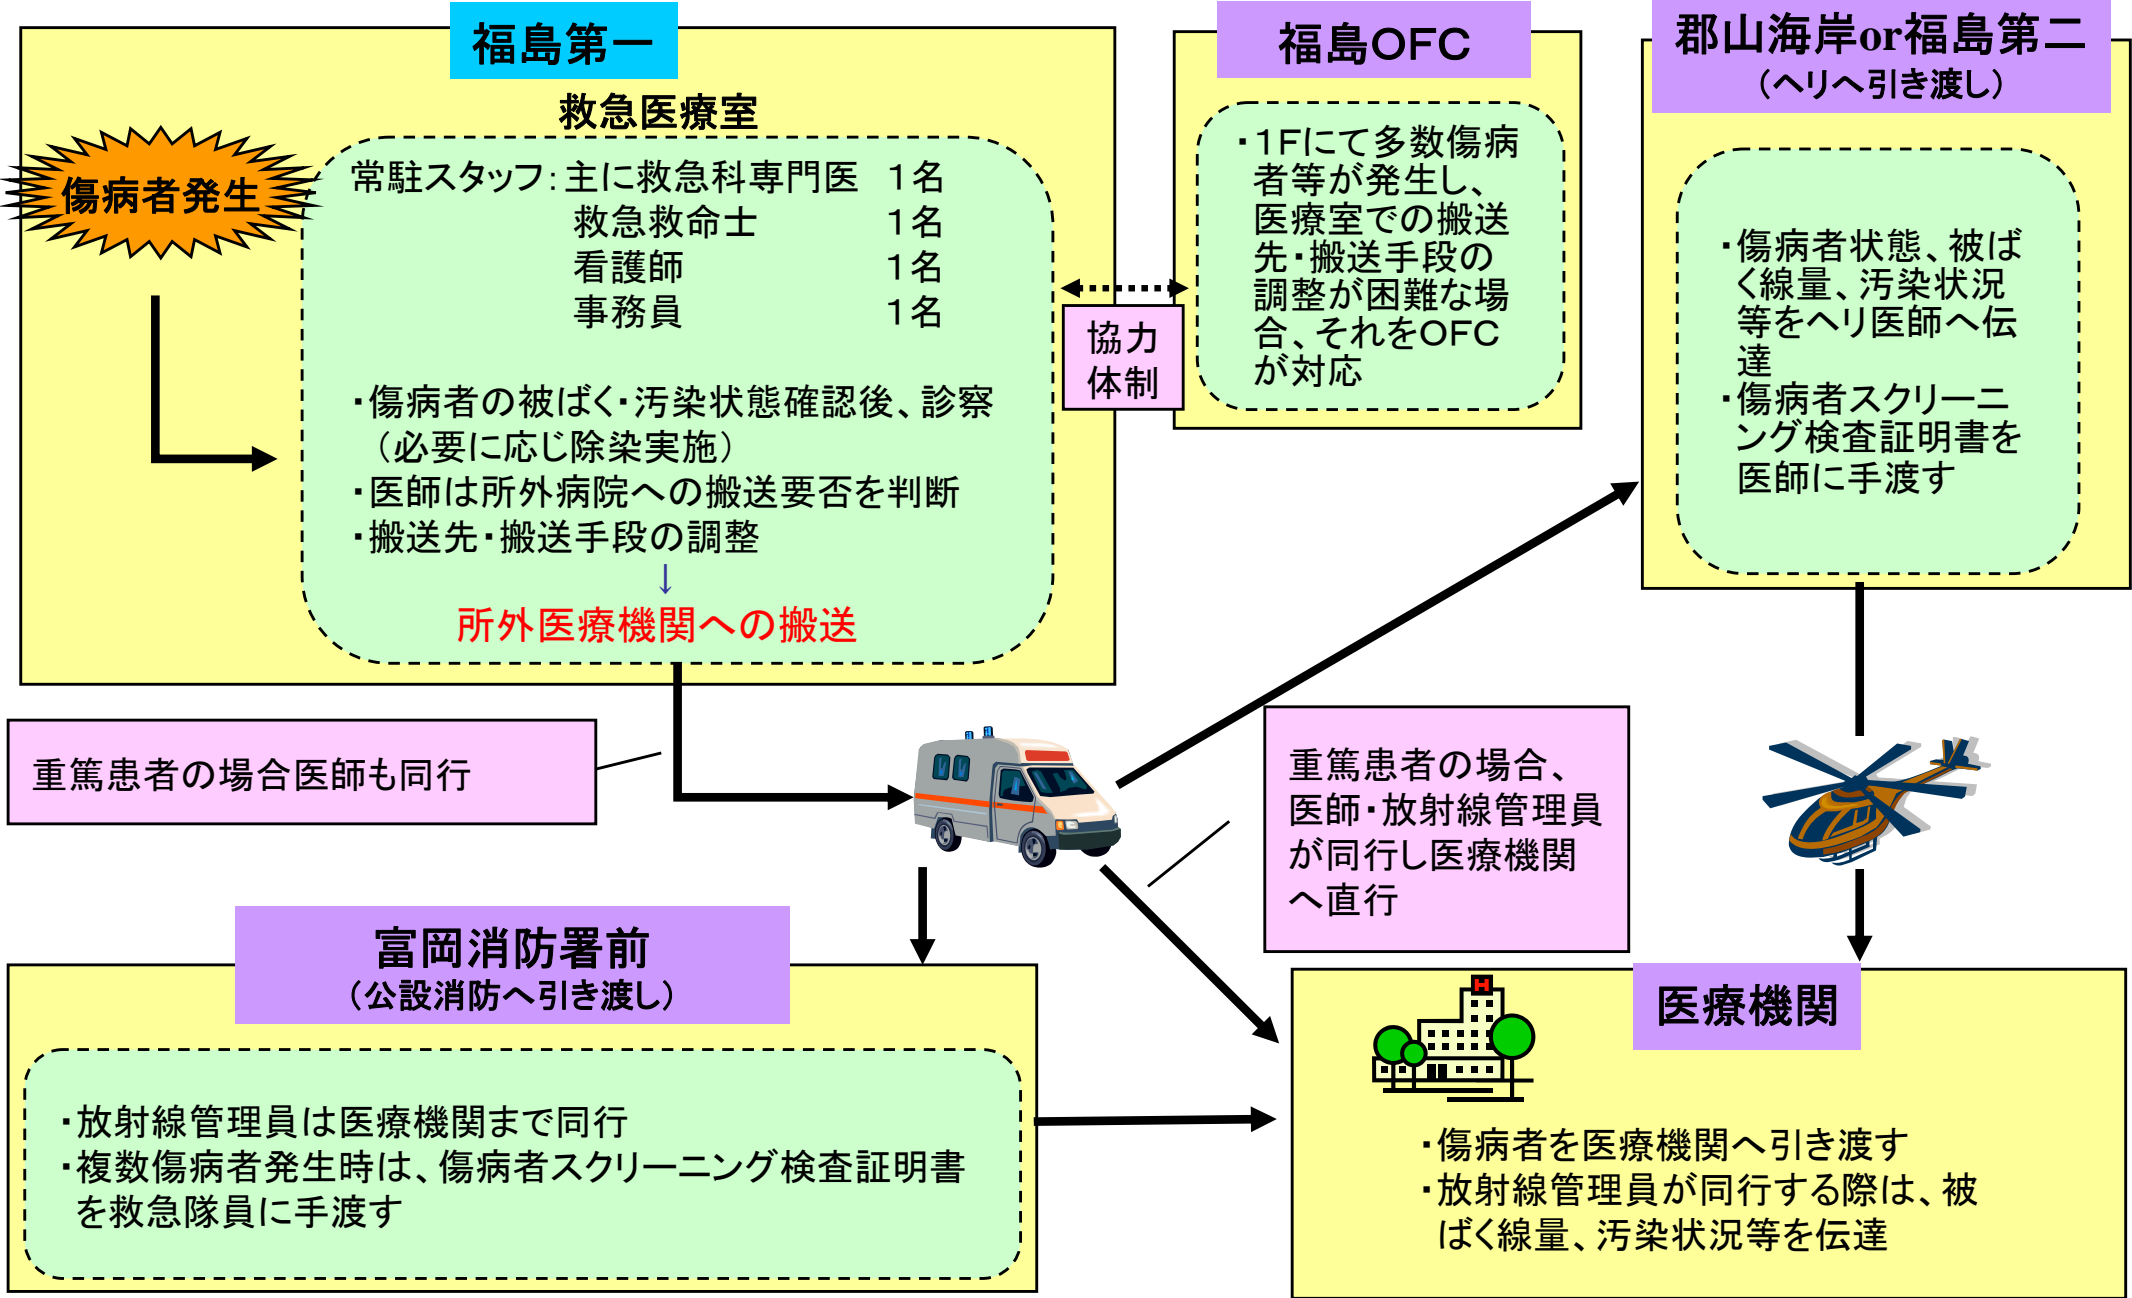 福島第一
救急医療室
傷病者発生
常駐スタッフ：主に救急科専門医　１名
救急救命士　１名
看護師　１名
事務員　１名
・傷病者の被ばく・汚染状態確認後、診察
（必要に応じ除染実施）
・医師は所外病院への搬送要否を判断
・搬送先・搬送手段の調整
↓
所外医療機関への搬送
協力
体制
福島ＯＦＣ
・１Ｆにて多数傷病
者等が発生し、
医療室での搬送
先・搬送手段の
調整が困難な場
合、それをＯＦＣ
が対応
郡山海岸or福島第二
（ヘリへ引き渡し）
・傷病者状態、被ば
く線量、汚染状況
等をヘリ医師へ伝
達
・傷病者スクリーニ
ング検査証明書を
医師に手渡す
重篤患者の場合医師も同行
重篤患者の場合、
医師・放射線管理員
が同行し医療機関
へ直行
富岡消防署前
（公設消防へ引き渡し）
・放射線管理員は医療機関まで同行
・複数傷病者発生時は、傷病者スクリーニング検査証明書
を救急隊員に手渡す
医療機関
H
・傷病者を医療機関へ引き渡す
・放射線管理員が同行する際は、被
ばく線量、汚染状況等を伝達